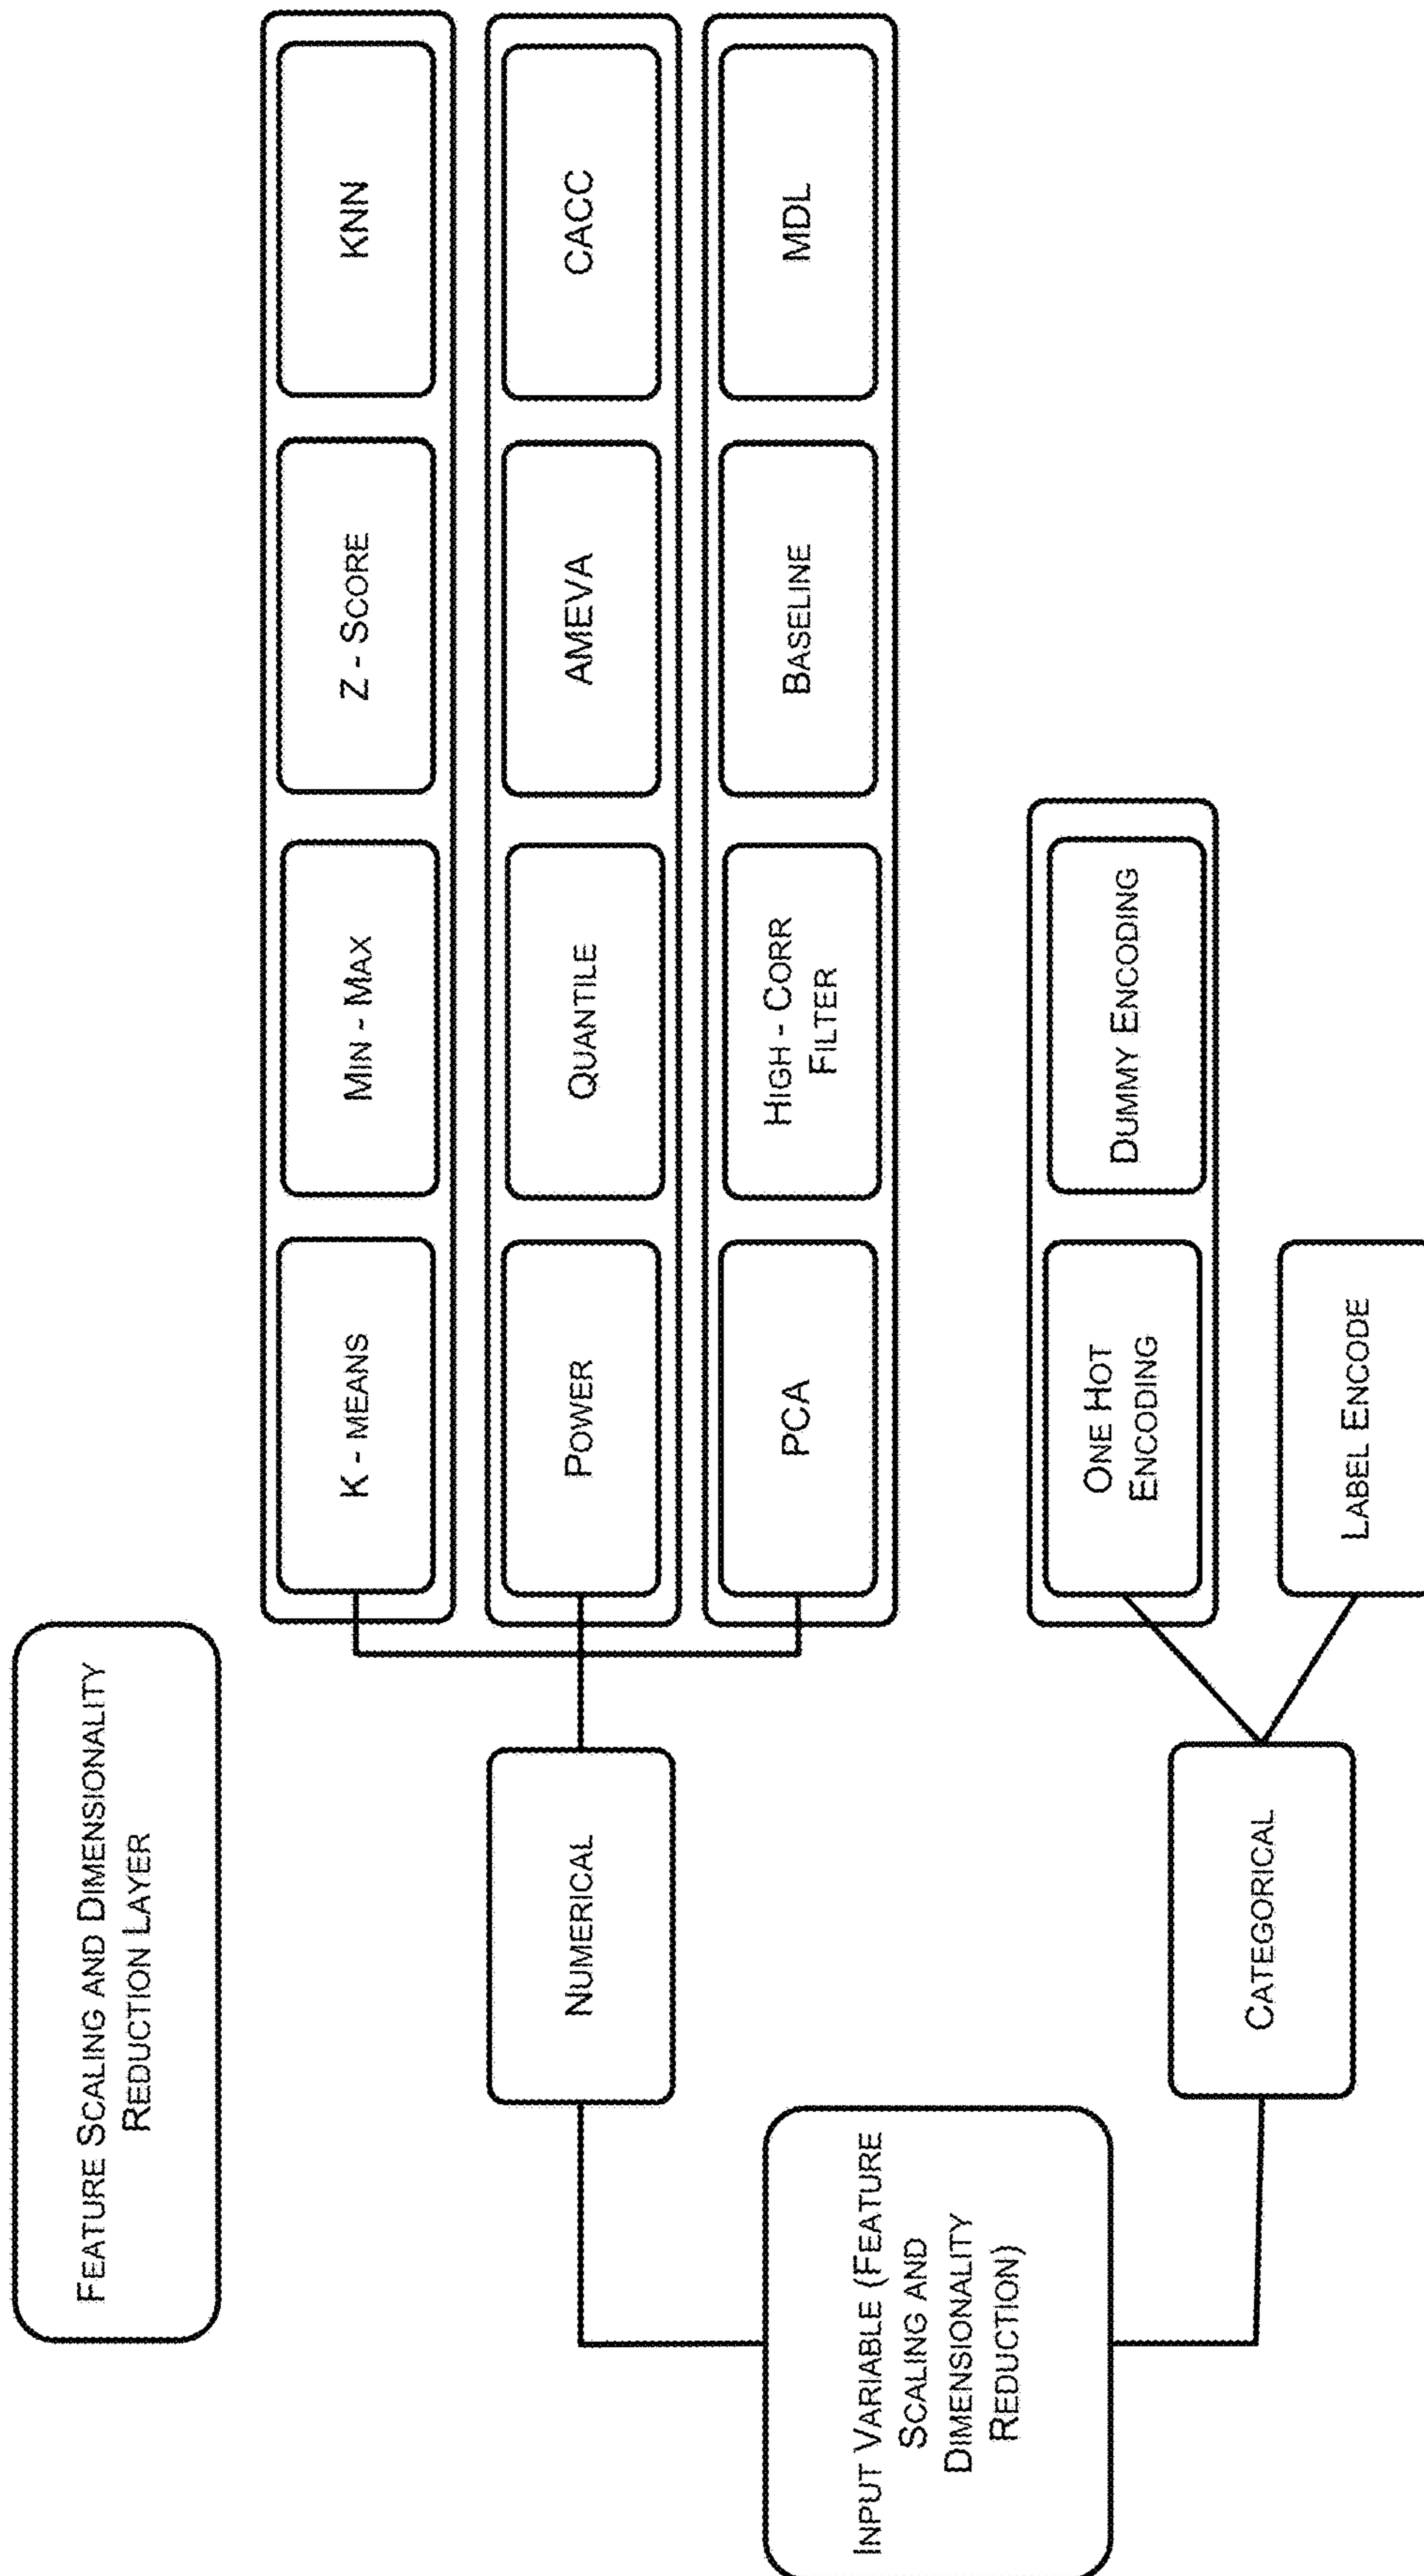 FEATURE SCALING AND DIMENSIONALITY
REDUCTION LAYER
K - MEANS
MIN - MAX
Z - SCORE
KNN
NUMERICAL
POWER
QUANTILE
AMEVA
CACC
PCA
HIGH - CORR
FILTER
BASELINE
MDL
INPUT VARIABLE (FEATURE
SCALING AND
DIMENSIONALITY
REDUCTION)
ONE HOT
ENCODING
DUMMY ENCODING
CATEGORICAL
LABEL ENCODE